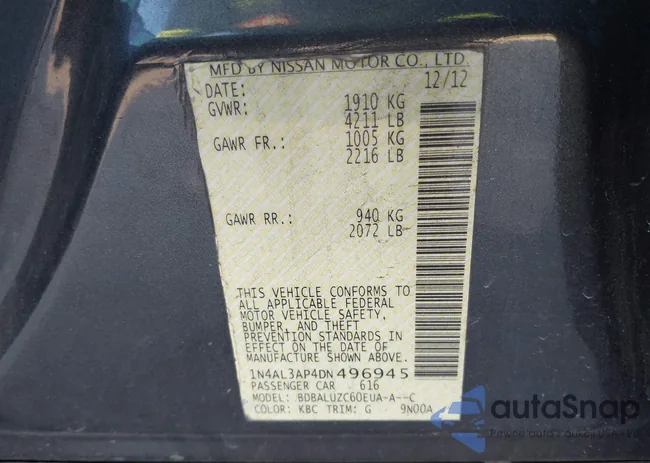 MFD BY NISSAN MOTOR CO., LTD.
DATE: 12/12
GVWR: 1910 KG
4211 LB
GAWR FR.: 1005 KG
2216 LB
GAWR RR.: 940 KG
2072 LB
THIS VEHICLE CONFORMS TO
ALL APPLICABLE FEDERAL
MOTOR VEHICLE SAFETY,
BUMPER, AND THEFT
PREVENTION STANDARDS IN
EFFECT ON THE DATE OF
MANUFACTURE SHOWN ABOVE.
1N4AL3AP4DN496945
PASSENGER CAR 616
MODEL: BDBALUZC60EUA-A--C
COLOR: KBC TRIM: G 9N00A
autoSnap
Pewne auto z aukcji